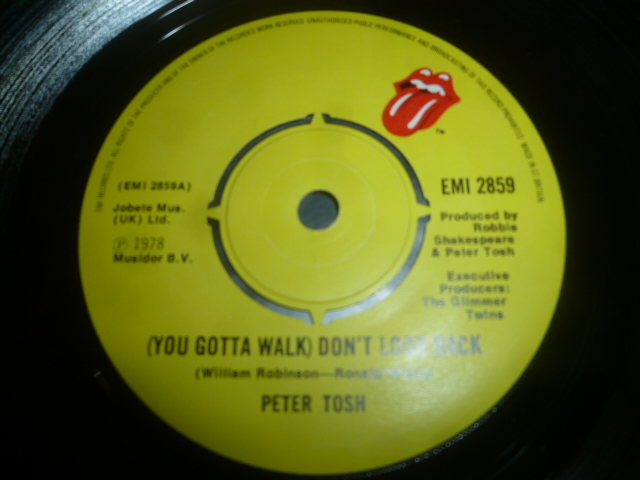 EMI 2859
(EMI 2859A)
Jobete Mus.
(UK) Ltd.
Ⓟ 1978
Musidor B.V.
Produced by
Robbie
Shakespeare
& Peter Tosh
Executive
Producers:
The Glimmer
Twins
(YOU GOTTA WALK) DON'T LOOK BACK
(William Robinson—Ronald
PETER TOSH